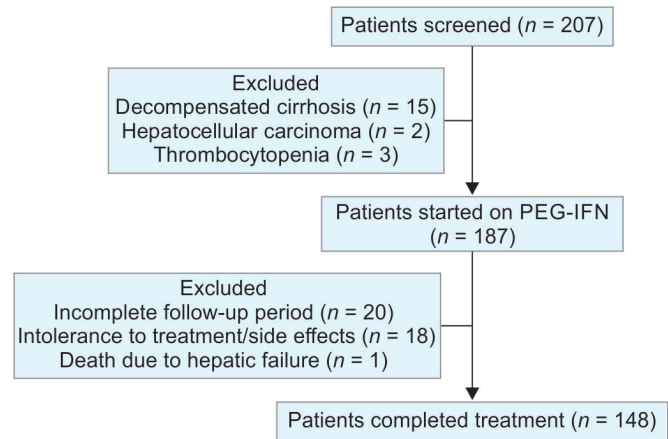 Patients screened (n = 207)
Excluded
Decompensated cirrhosis (n = 15)
Hepatocellular carcinoma (n = 2)
Thrombocytopenia (n = 3)
Patients started on PEG-IFN
(n = 187)
Excluded
Incomplete follow-up period (n = 20)
Intolerance to treatment/side effects (n = 18)
Death due to hepatic failure (n = 1)
Patients completed treatment (n = 148)